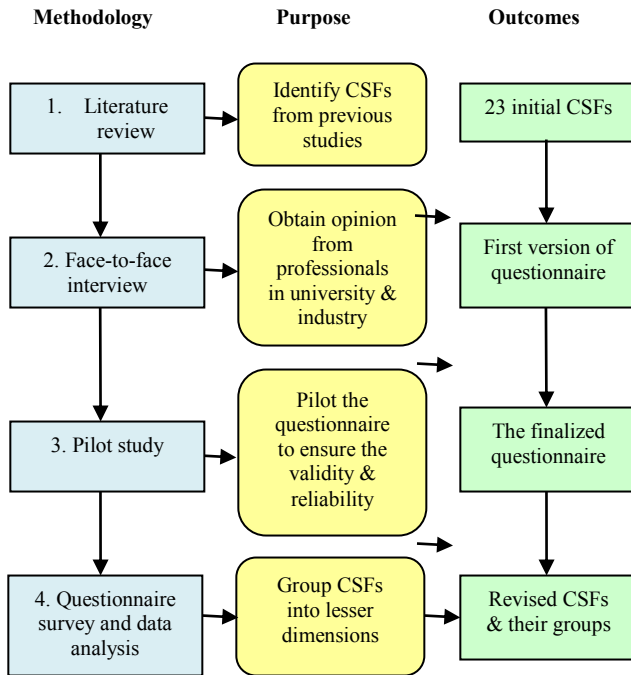 Methodology Purpose Outcomes
1. Literature
review
Identify CSFs
from previous
studies
23 initial CSFs
2. Face-to-face
interview
Obtain opinion
from
professionals
in university &
industry
First version of
questionnaire
3. Pilot study
Pilot the
questionnaire
to ensure the
validity &
reliability
The finalized
questionnaire
4. Questionnaire
survey and data
analysis
Group CSFs
into lesser
dimensions
Revised CSFs
& their groups